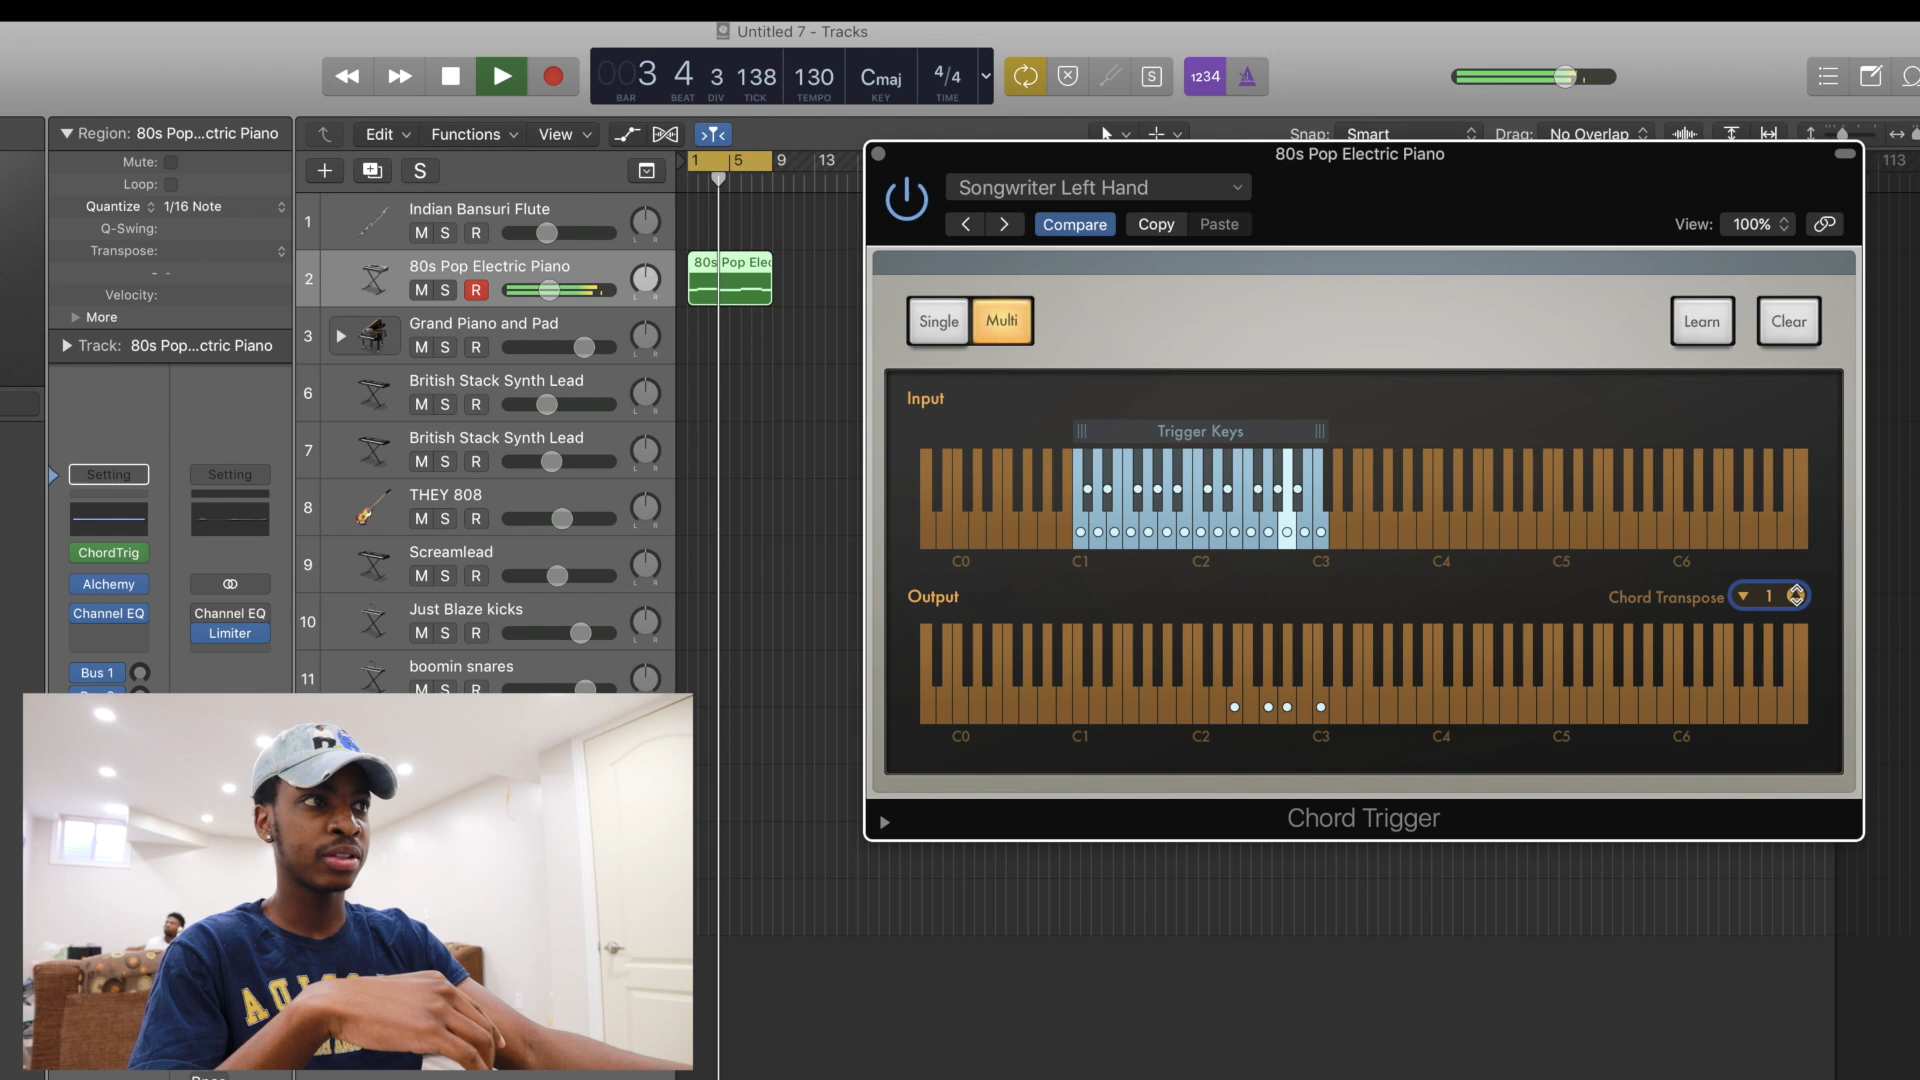 Untitled 7 - Tracks
003 4 3 138 130 Cmaj 4/4 1234
BAR BEAT DIV TICK TEMPO KEY TIME
S
Region: 80s Pop...ctric Piano
Edit Functions View
Snap: Smart Drag: No Overlap
Mute:
Loop:
Quantize 1/16 Note
Q-Swing:
Transpose:
- -
Velocity:
More
Track: 80s Pop...ctric Piano
S
1 5 9 13
113
1 Indian Bansuri Flute
M S R L R
2 80s Pop Electric Piano
M S R L R
3 Grand Piano and Pad
M S R L R
6 British Stack Synth Lead
M S R L R
7 British Stack Synth Lead
M S R L R
8 THEY 808
M S R L R
9 Screamlead
M S R L R
10 Just Blaze kicks
M S R L R
11 boomin snares
M S R
80s Pop Elec
Setting Setting
ChordTrig
Alchemy
Channel EQ Channel EQ
Limiter
Bus 1
80s Pop Electric Piano
Songwriter Left Hand
Compare Copy Paste
View: 100%
Single Multi Learn Clear
Input
Trigger Keys
C0 C1 C2 C3 C4 C5 C6
Output
Chord Transpose 1
C0 C1 C2 C3 C4 C5 C6
Chord Trigger